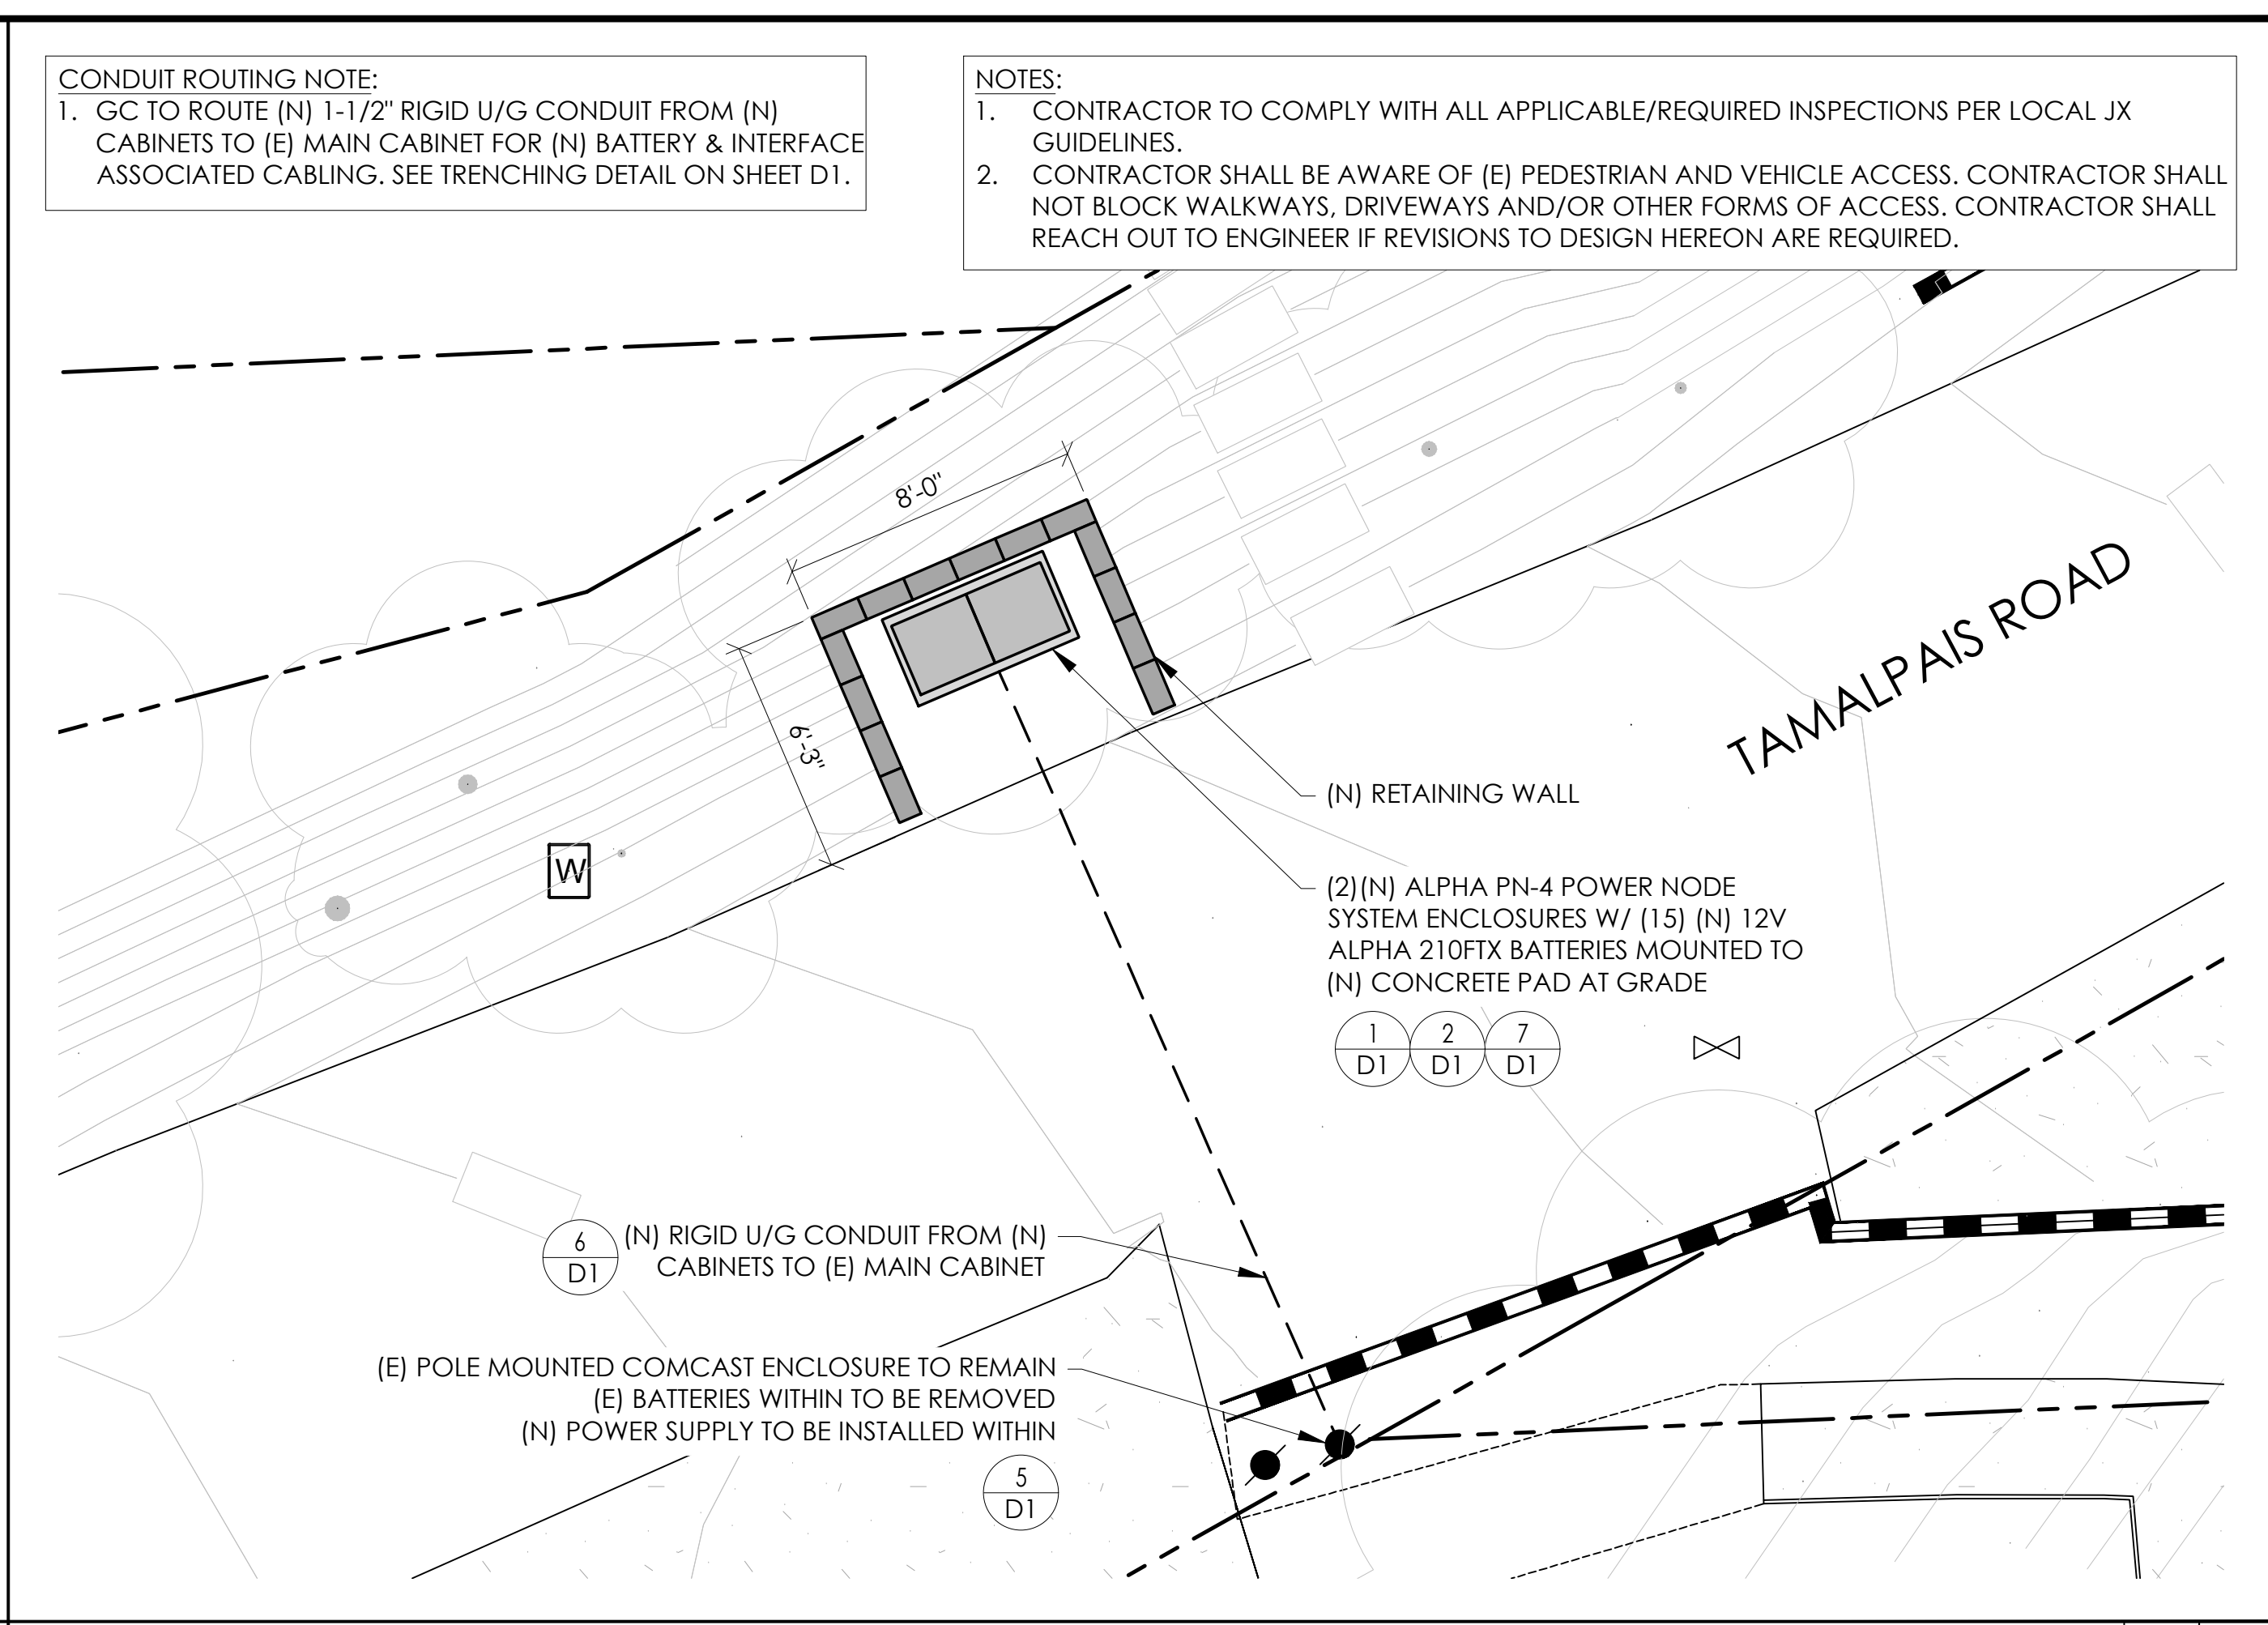 CONDUIT ROUTING NOTE:
1. GC TO ROUTE (N) 1-1/2" RIGID U/G CONDUIT FROM (N)
CABINETS TO (E) MAIN CABINET FOR (N) BATTERY & INTERFACE
ASSOCIATED CABLING. SEE TRENCHING DETAIL ON SHEET D1.
NOTES:
1. CONTRACTOR TO COMPLY WITH ALL APPLICABLE/REQUIRED INSPECTIONS PER LOCAL JX
GUIDELINES.
2. CONTRACTOR SHALL BE AWARE OF (E) PEDESTRIAN AND VEHICLE ACCESS. CONTRACTOR SHALL
NOT BLOCK WALKWAYS, DRIVEWAYS AND/OR OTHER FORMS OF ACCESS. CONTRACTOR SHALL
REACH OUT TO ENGINEER IF REVISIONS TO DESIGN HEREON ARE REQUIRED.
8'-0"
6'-3"
TAMALPAIS ROAD
(N) RETAINING WALL
W
(2)(N) ALPHA PN-4 POWER NODE
SYSTEM ENCLOSURES W/ (15) (N) 12V
ALPHA 210FTX BATTERIES MOUNTED TO
(N) CONCRETE PAD AT GRADE
1 2 7
D1 D1 D1
6
D1
(N) RIGID U/G CONDUIT FROM (N)
CABINETS TO (E) MAIN CABINET
(E) POLE MOUNTED COMCAST ENCLOSURE TO REMAIN
(E) BATTERIES WITHIN TO BE REMOVED
(N) POWER SUPPLY TO BE INSTALLED WITHIN
5
D1